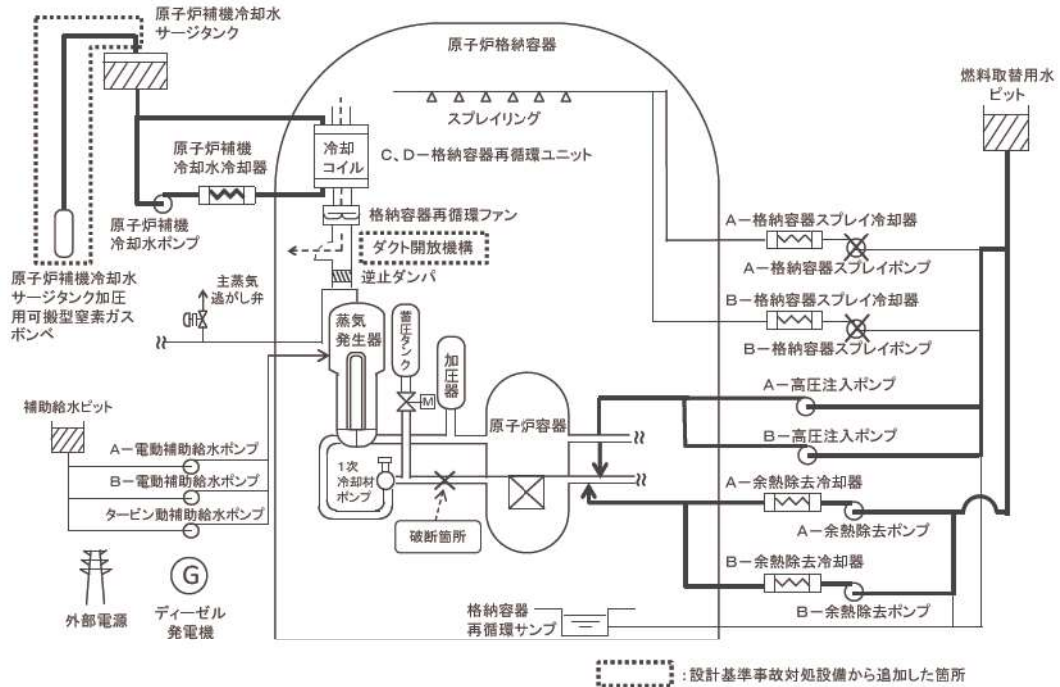 原子炉補機冷却水
サージタンク
原子炉格納容器
燃料取替用水
ピット
スプレイリング
冷却
コイル
C、D－格納容器再循環ユニット
原子炉補機
冷却水冷却器
原子炉補機
冷却水ポンプ
格納容器再循環ファン
ダクト開放機構
逆止ダンパ
A－格納容器スプレイ冷却器
A－格納容器スプレイポンプ
B－格納容器スプレイ冷却器
B－格納容器スプレイポンプ
原子炉補機冷却水
サージタンク加圧
用可搬型窒素ガス
ボンベ
主蒸気
逃がし弁
蒸気
発生器
蓄圧タンク
加圧器
M
原子炉容器
A－高圧注入ポンプ
B－高圧注入ポンプ
補助給水ピット
A－電動補助給水ポンプ
B－電動補助給水ポンプ
タービン動補助給水ポンプ
1次
冷却材
ポンプ
破断箇所
A－余熱除去冷却器
A－余熱除去ポンプ
B－余熱除去冷却器
B－余熱除去ポンプ
G
外部電源
ディーゼル
発電機
格納容器
再循環サンプ
：設計基準事故対処設備から追加した箇所